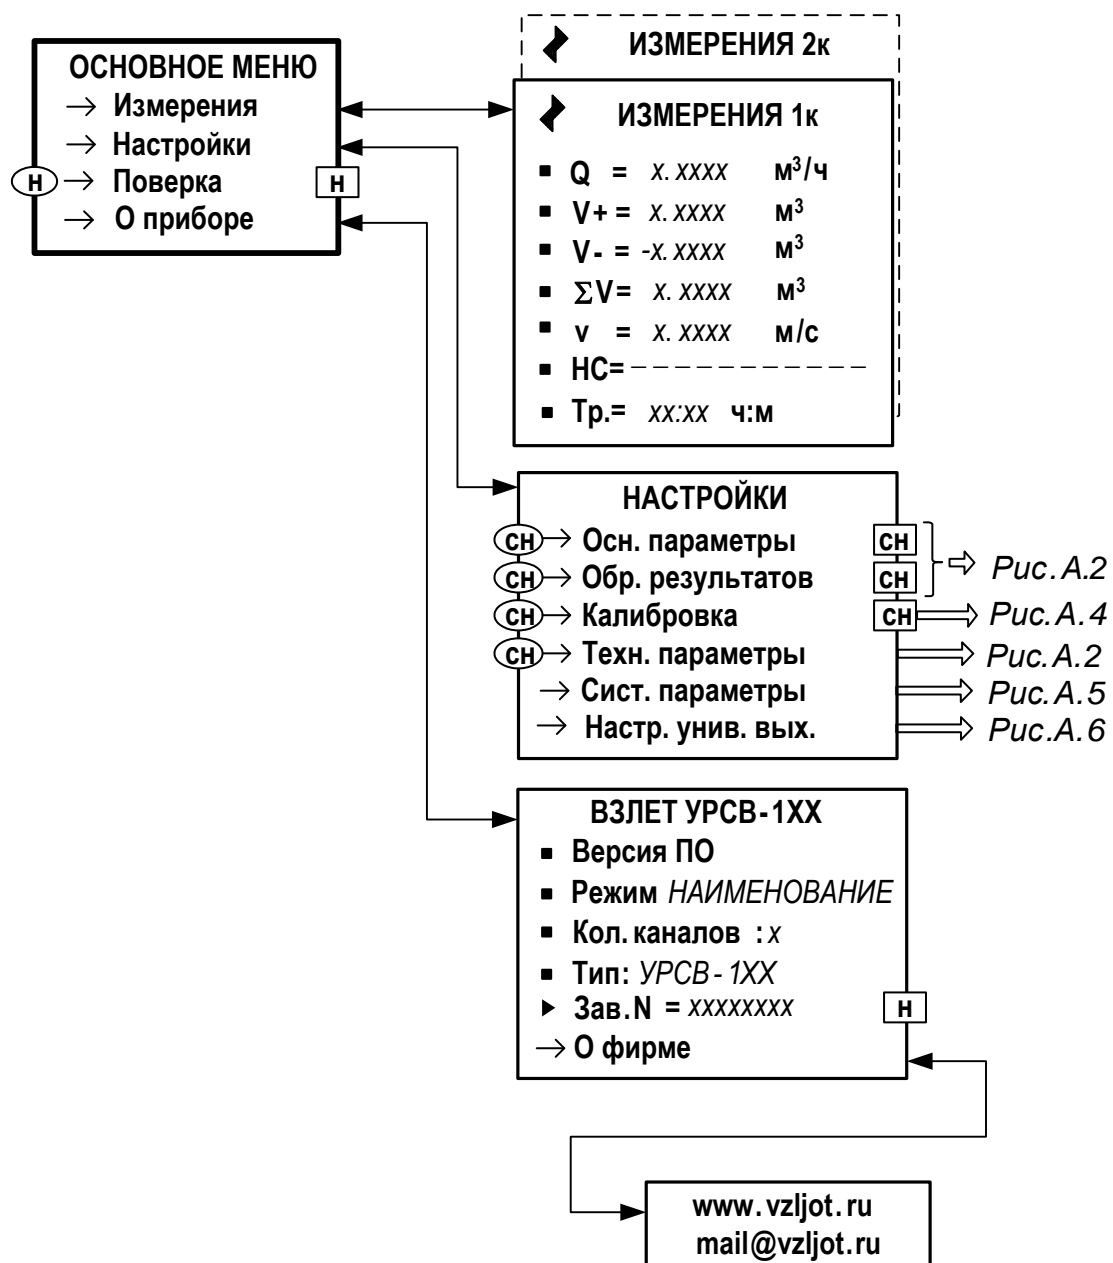 ОСНОВНОЕ МЕНЮ
→ Измерения
→ Настройки
Н → Поверка Н
→ О приборе
ИЗМЕРЕНИЯ 2к
ИЗМЕРЕНИЯ 1к
▪ Q = x.xxxx м³/ч
▪ V+ = x.xxxx м³
▪ V- = -x.xxxx м³
▪ ΣV= x.xxxx м³
▪ v = x.xxxx м/с
▪ НС= – – – – – – – – – – –
▪ Тр.= xx:xx ч:м
НАСТРОЙКИ
СН → Осн. параметры СН
СН → Обр. результатов СН
Рис.А.2
СН → Калибровка СН Рис.А.4
СН → Техн. параметры Рис.А.2
→ Сист. параметры Рис.А.5
→ Настр. унив. вых. Рис.А.6
ВЗЛЕТ УРСВ-1ХХ
▪ Версия ПО
▪ Режим НАИМЕНОВАНИЕ
▪ Кол.каналов :x
▪ Тип: УРСВ-1ХХ
▶ Зав.N = xxxxxxxx Н
→ О фирме
www.vzljot.ru
mail@vzljot.ru